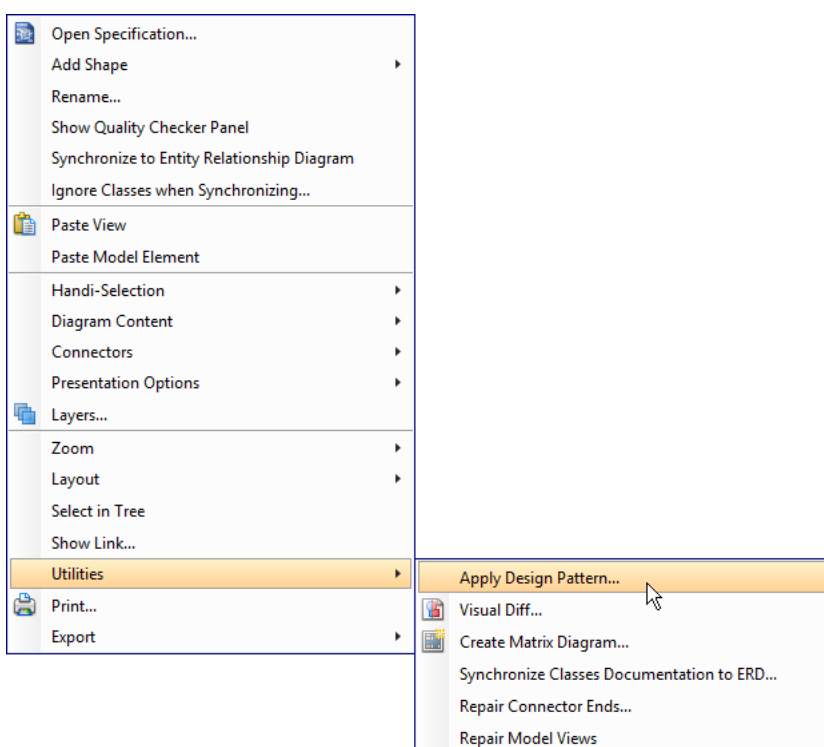 Open Specification...
Add Shape
Rename...
Show Quality Checker Panel
Synchronize to Entity Relationship Diagram
Ignore Classes when Synchronizing...
Paste View
Paste Model Element
Handi-Selection
Diagram Content
Connectors
Presentation Options
Layers...
Zoom
Layout
Select in Tree
Show Link...
Utilities
Print...
Export
Apply Design Pattern...
Visual Diff...
Create Matrix Diagram...
Synchronize Classes Documentation to ERD...
Repair Connector Ends...
Repair Model Views